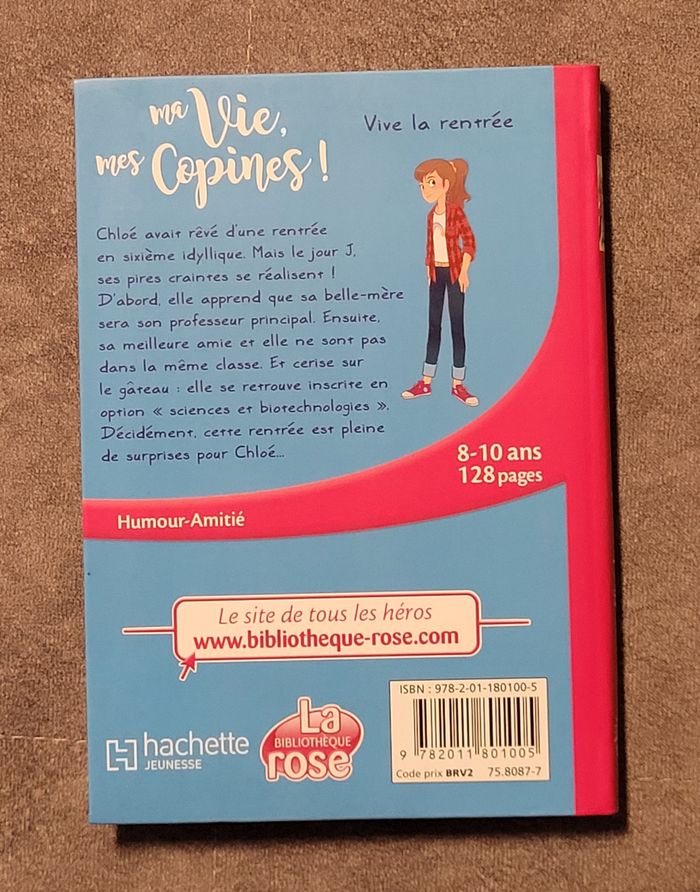 ma Vie,
mes Copines !
Vive la rentrée
Chloé avait rêvé d'une rentrée
en sixième idyllique. Mais le jour J,
ses pires craintes se réalisent !
D'abord, elle apprend que sa belle-mère
sera son professeur principal. Ensuite,
sa meilleure amie et elle ne sont pas
dans la même classe. Et cerise sur
le gâteau : elle se retrouve inscrite en
option « sciences et biotechnologies ».
Décidément, cette rentrée est pleine
de surprises pour Chloé...
8-10 ans
128 pages
Humour-Amitié
Le site de tous les héros
www.bibliotheque-rose.com
hachette
JEUNESSE
La
BIBLIOTHÈQUE
rose
ISBN : 978-2-01-180100-5
9 782011 801005
Code prix BRV2 75.8087-7